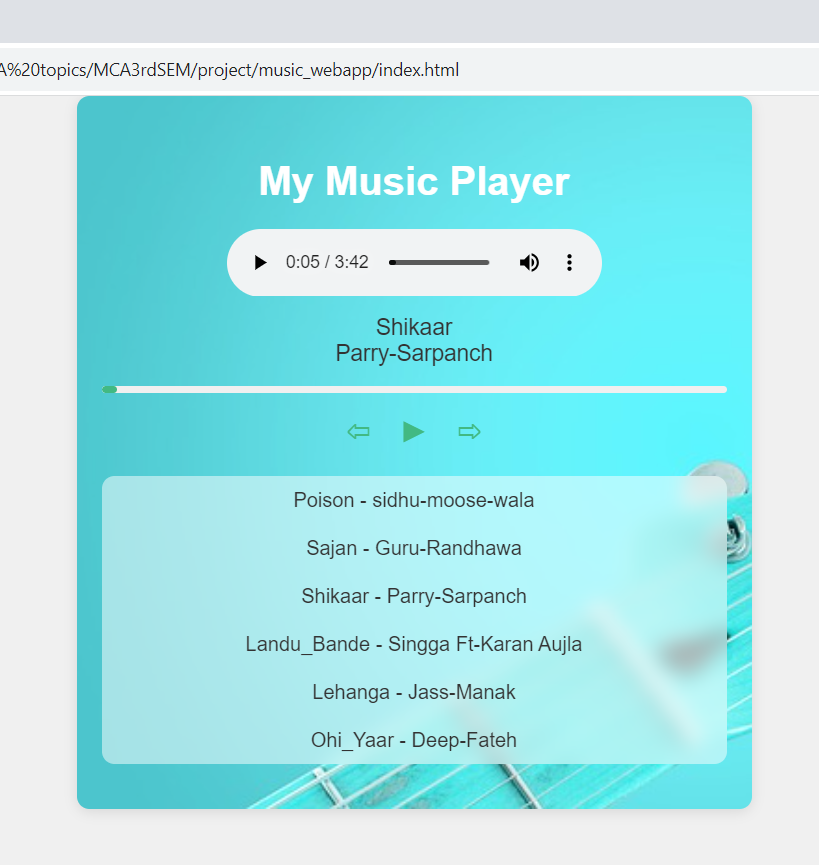 A%20topics/MCA3rdSEM/project/music_webapp/index.html
My Music Player
0:05 / 3:42
Shikaar
Parry-Sarpanch
Poison - sidhu-moose-wala
Sajan - Guru-Randhawa
Shikaar - Parry-Sarpanch
Landu_Bande - Singga Ft-Karan Aujla
Lehanga - Jass-Manak
Ohi_Yaar - Deep-Fateh